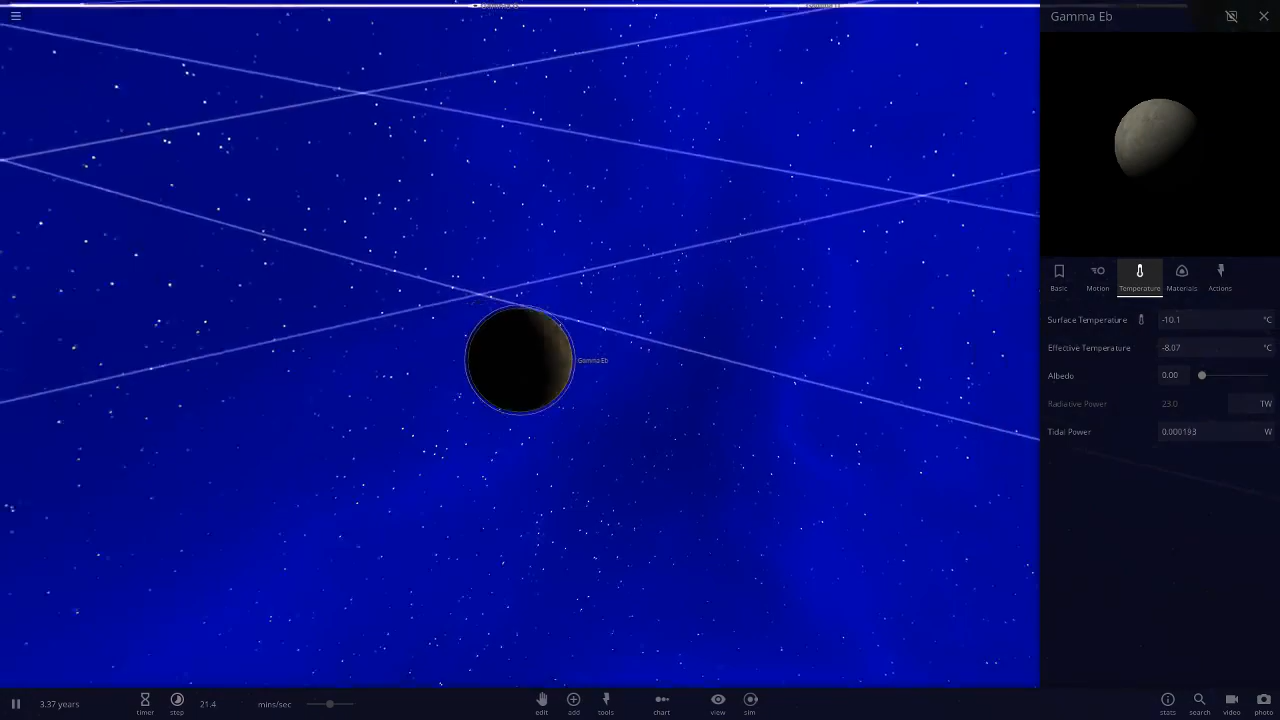 Gamma Eb
Gamma Eb
Basic
Motion
Temperature
Materials
Actions
Surface Temperature -10.1 °C
Effective Temperature -8.07 °C
Albedo 0.00
Radiative Power 23.0 TW
Tidal Power 0.000193 W
3.37 years
timer
step
21.4 mins/sec
edit
add
tools
chart
view
sim
stats
search
video
photo